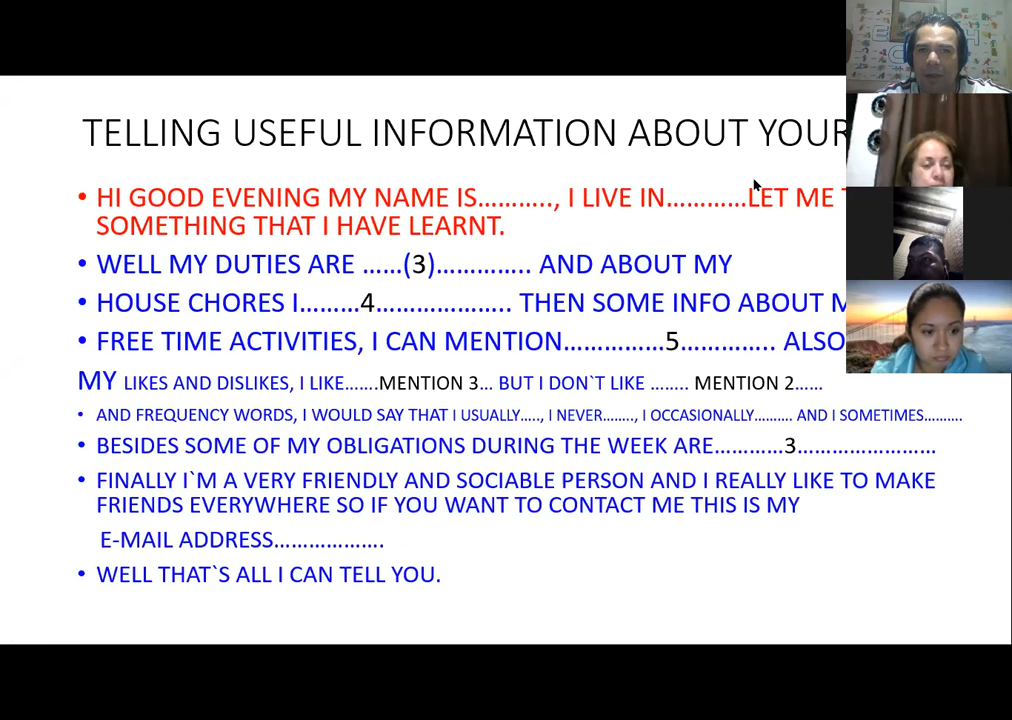 TELLING USEFUL INFORMATION ABOUT YOUR
• HI GOOD EVENING MY NAME IS……….., I LIVE IN…………LET ME
SOMETHING THAT I HAVE LEARNT.
• WELL MY DUTIES ARE ……(3)………….. AND ABOUT MY
• HOUSE CHORES I………4……………….. THEN SOME INFO ABOUT
• FREE TIME ACTIVITIES, I CAN MENTION……………5………….. ALSO
MY LIKES AND DISLIKES, I LIKE…….MENTION 3… BUT I DON`T LIKE …….. MENTION 2……
• AND FREQUENCY WORDS, I WOULD SAY THAT I USUALLY….., I NEVER…….., I OCCASIONALLY………. AND I SOMETIMES……….
• BESIDES SOME OF MY OBLIGATIONS DURING THE WEEK ARE…………3…………………
• FINALLY I`M A VERY FRIENDLY AND SOCIABLE PERSON AND I REALLY LIKE TO MAKE
FRIENDS EVERYWHERE SO IF YOU WANT TO CONTACT ME THIS IS MY
E-MAIL ADDRESS……………….
• WELL THAT`S ALL I CAN TELL YOU.